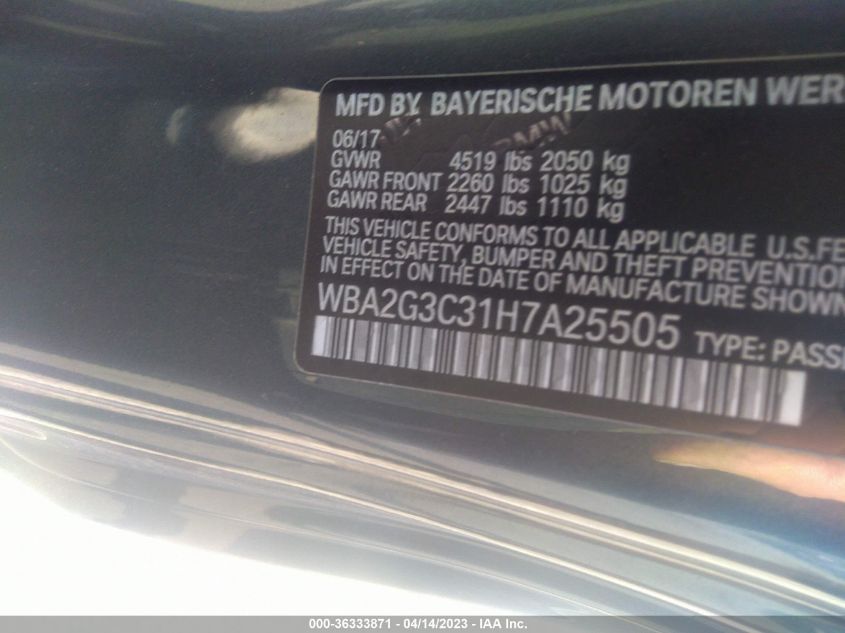 MFD BY BAYERISCHE MOTOREN WER
06/17
GVWR 4519 lbs 2050 kg
GAWR FRONT 2260 lbs 1025 kg
GAWR REAR 2447 lbs 1110 kg
THIS VEHICLE CONFORMS TO ALL APPLICABLE U.S.FE
VEHICLE SAFETY, BUMPER AND THEFT PREVENTION
IN EFFECT ON THE DATE OF MANUFACTURE SHOWN
WBA2G3C31H7A25505 TYPE: PASSE
000-36333871 - 04/14/2023 - IAA Inc.